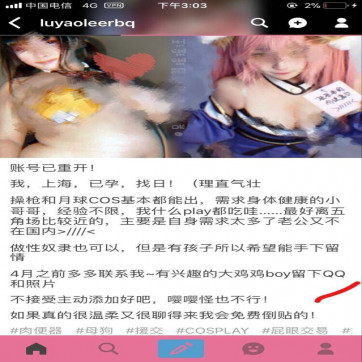 中国电信 4G VPN 下午3:03 2%
luyaoleerbq
账号已重开！
我，上海，已孕，找日！（理直气壮
操枪和月球COS基本都能出，需求身体健康的小
哥哥，经验不限，我什么play都吃哇......最好离五
角场比较近的，主要是自身需求太多了老公又不
在国内>////<
做性奴隶也可以，但是有孩子所以希望能手下留
情
4月之前多多联系我~有兴趣的大鸡鸡boy留下QQ
和照片
不接受主动添加好吧，嘤嘤怪也不行！
如果真的很温柔又很聊得来我会免费倒贴的！
#肉便器 #母狗 #援交 #COSPLAY #屁眼交易